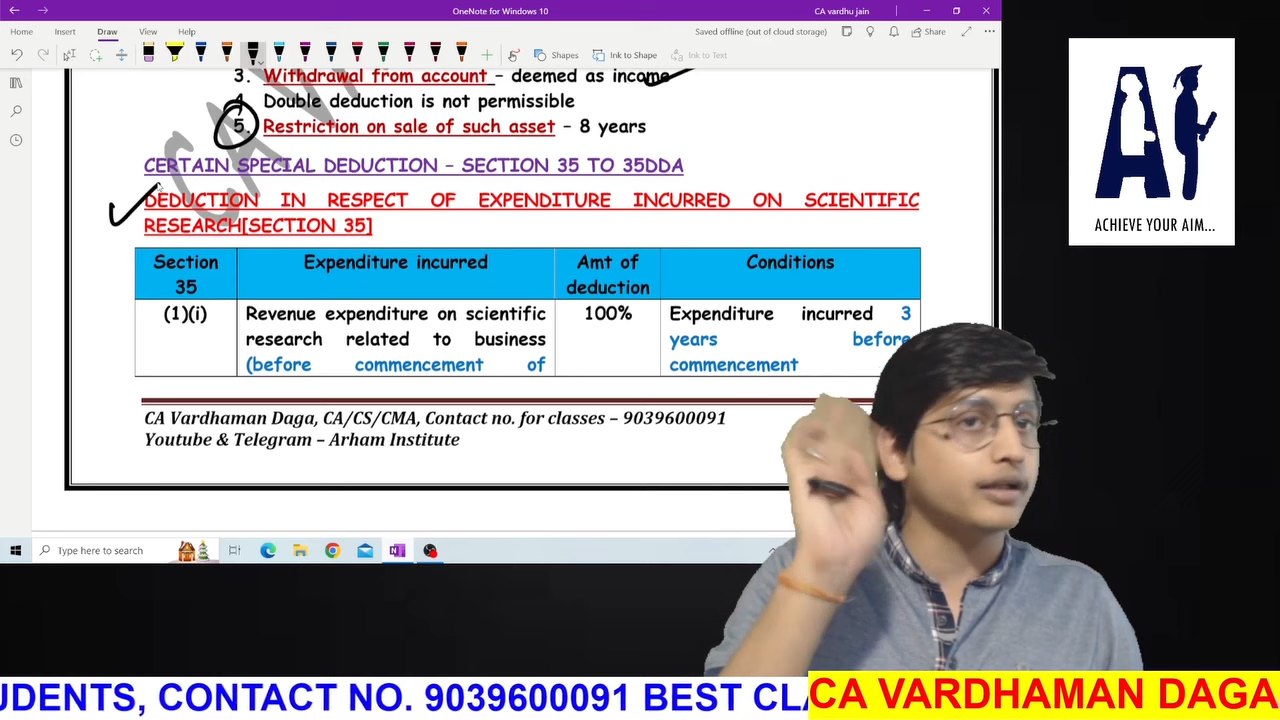 OneNote for Windows 10
CA vardhu jain
Home Insert Draw View Help
Saved offline (out of cloud storage)
Share
Shapes Ink to Shape Ink to Text
3. Withdrawal from account – deemed as income
4. Double deduction is not permissible
5. Restriction on sale of such asset – 8 years
CERTAIN SPECIAL DEDUCTION – SECTION 35 TO 35DDA
DEDUCTION IN RESPECT OF EXPENDITURE INCURRED ON SCIENTIFIC
RESEARCH[SECTION 35]
Section 35
Expenditure incurred
Amt of deduction
Conditions
(1)(i)
Revenue expenditure on scientific
research related to business
(before commencement of
100%
Expenditure incurred 3
years before
commencement
CA Vardhaman Daga, CA/CS/CMA, Contact no. for classes – 9039600091
Youtube & Telegram – Arham Institute
Type here to search
AI
ACHIEVE YOUR AIM...
UDENTS, CONTACT NO. 9039600091 BEST CLA
CA VARDHAMAN DAGA